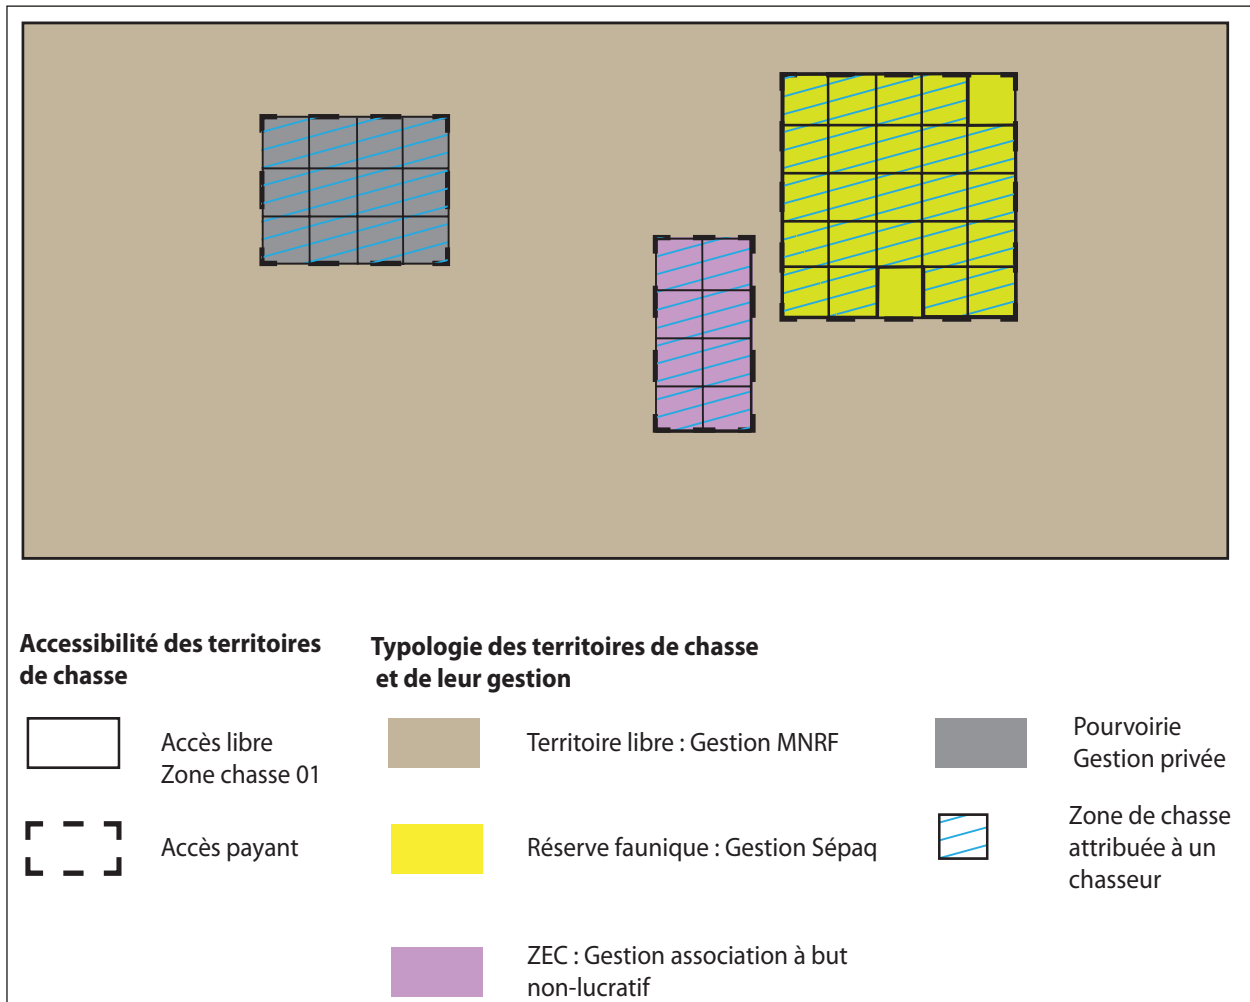 Accessibilité des territoires
de chasse
Accès libre
Zone chasse 01
Accès payant
Typologie des territoires de chasse
et de leur gestion
Territoire libre : Gestion MNRF
Réserve faunique : Gestion Sépaq
ZEC : Gestion association à but
non-lucratif
Pourvoirie
Gestion privée
Zone de chasse
attribuée à un
chasseur